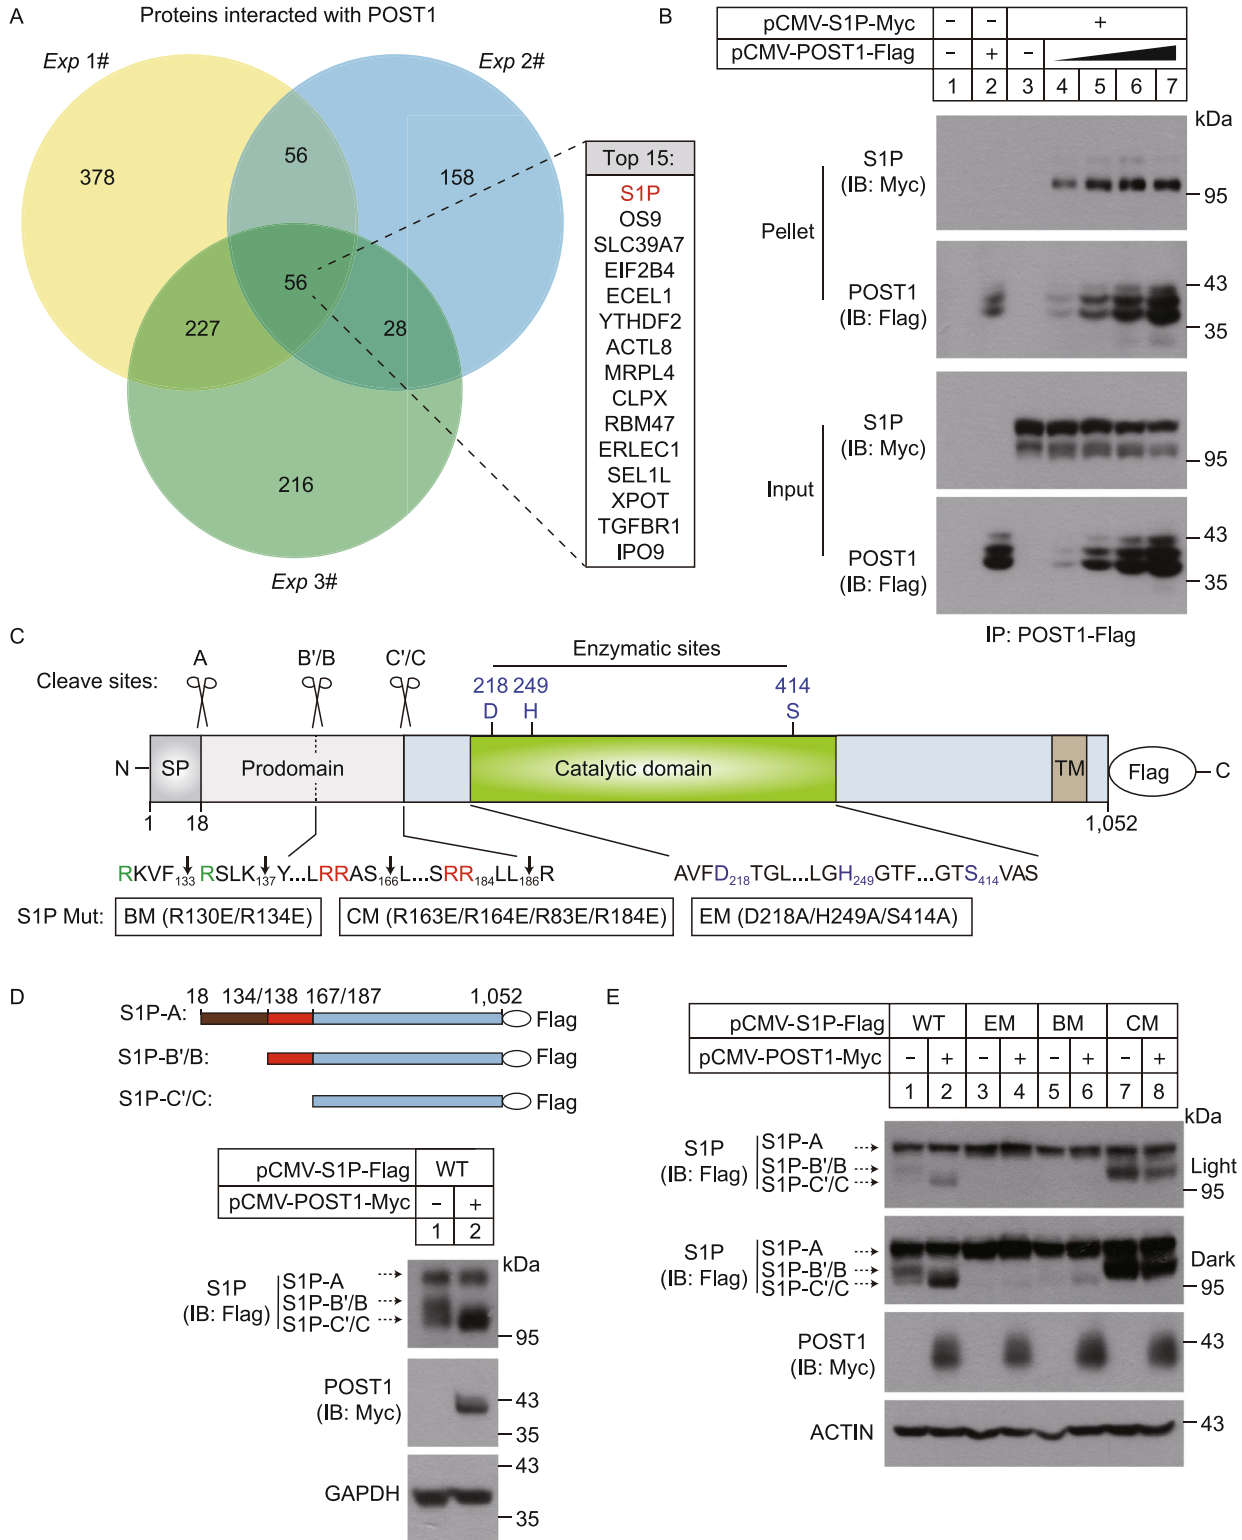 A
Proteins interacted with POST1
Exp 1#
Exp 2#
378
56
158
56
227
28
216
Exp 3#
Top 15:
S1P
OS9
SLC39A7
EIF2B4
ECEL1
YTHDF2
ACTL8
MRPL4
CLPX
RBM47
ERLEC1
SEL1L
XPOT
TGFBR1
IPO9
B
pCMV-S1P-Myc - - +
pCMV-POST1-Flag - + -
1 2 3 4 5 6 7
kDa
S1P
(IB: Myc)
95
Pellet
POST1
(IB: Flag)
43
35
S1P
(IB: Myc)
95
Input
POST1
(IB: Flag)
43
35
IP: POST1-Flag
C
Cleave sites:
A B'/B C'/C
Enzymatic sites
218 249 414
D H S
N SP Prodomain Catalytic domain TM Flag C
1 18 1,052
RKVF133RSLK137Y...LRRAS166L...SRR184LL186R
AVFD218TGL...LGH249GTF...GTS414VAS
S1P Mut: BM (R130E/R134E) CM (R163E/R164E/R83E/R184E) EM (D218A/H249A/S414A)
D
18 134/138 167/187 1,052
S1P-A: Flag
S1P-B'/B: Flag
S1P-C'/C: Flag
pCMV-S1P-Flag WT
pCMV-POST1-Myc - +
1 2
kDa
S1P
(IB: Flag)
S1P-A
S1P-B'/B
S1P-C'/C
95
POST1
(IB: Myc)
43
35
GAPDH
43
35
E
pCMV-S1P-Flag WT EM BM CM
pCMV-POST1-Myc - + - + - + - +
1 2 3 4 5 6 7 8
kDa
S1P
(IB: Flag)
S1P-A
S1P-B'/B
S1P-C'/C
Light
95
S1P
(IB: Flag)
S1P-A
S1P-B'/B
S1P-C'/C
Dark
95
POST1
(IB: Myc)
43
ACTIN
43